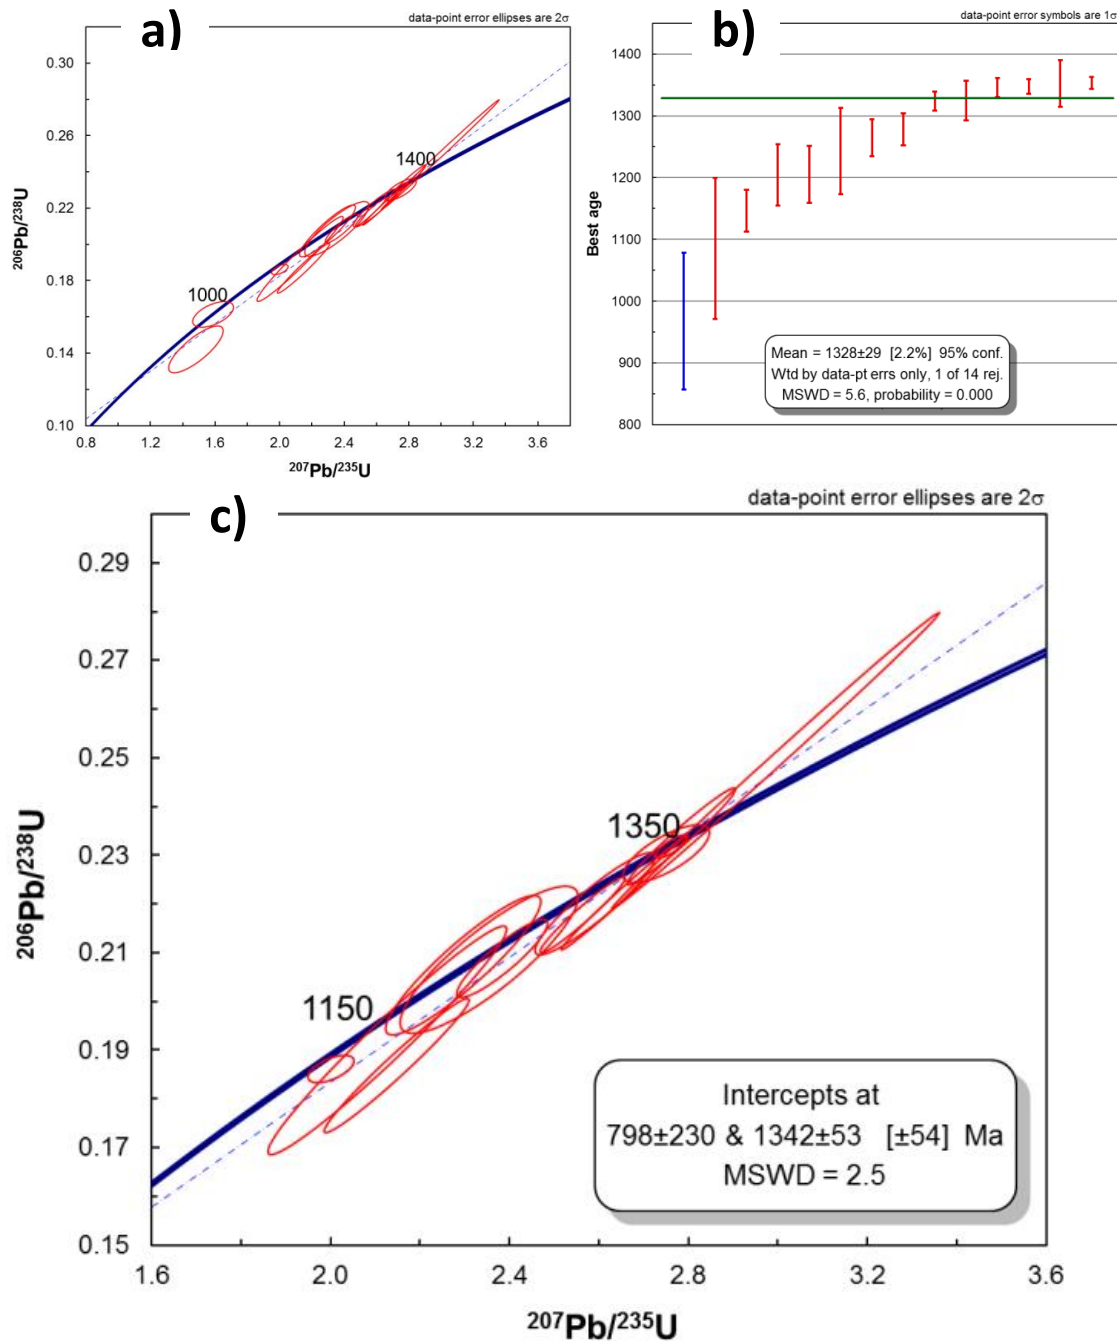 data-point error ellipses are 2σ
a)
0.30
0.26
0.22
0.18
0.14
0.10
1400
1000
0.8
1.2
1.6
2.0
2.4
2.8
3.2
3.6
206Pb/238U
207Pb/235U
data-point error symbols are 1σ
b)
1400
1300
1200
1100
1000
900
800
Best age
Mean = 1328±29 [2.2%] 95% conf.
Wtd by data-pt errs only, 1 of 14 rej.
MSWD = 5.6, probability = 0.000
data-point error ellipses are 2σ
c)
0.29
0.27
0.25
0.23
0.21
0.19
0.17
0.15
1350
1150
206Pb/238U
Intercepts at
798±230 & 1342±53 [±54] Ma
MSWD = 2.5
1.6
2.0
2.4
2.8
3.2
3.6
207Pb/235U